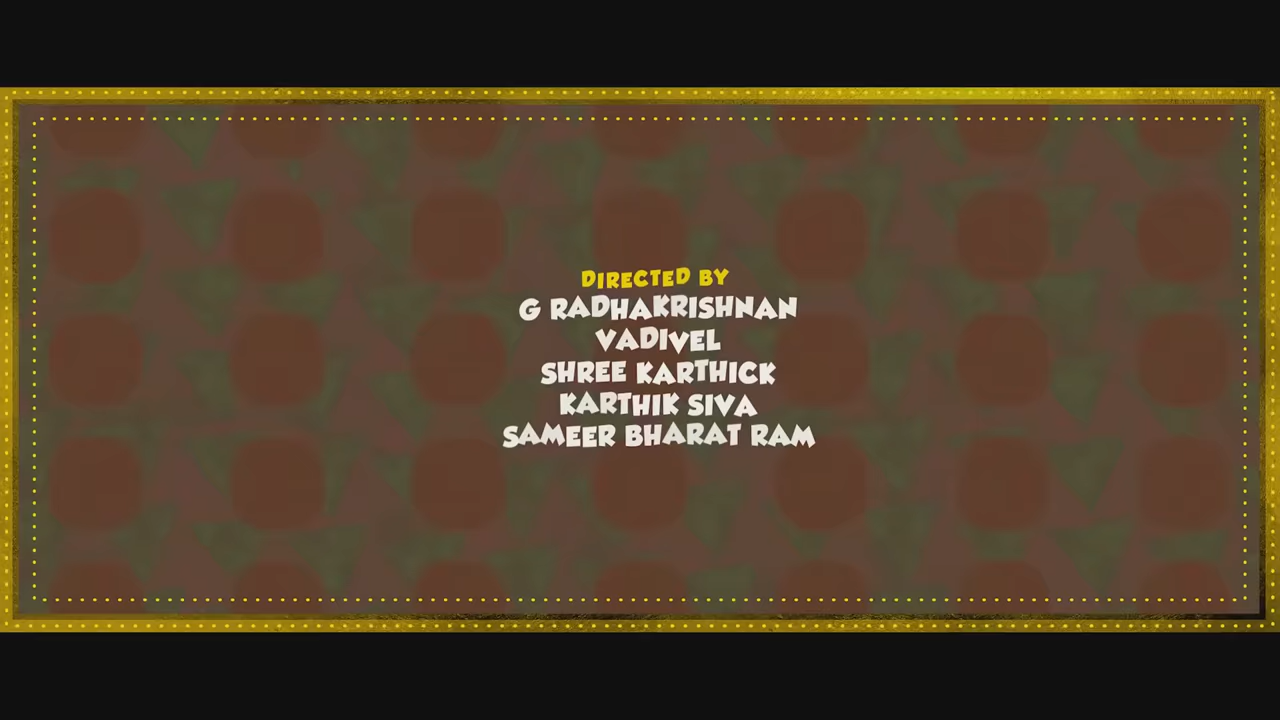 DIRECTED BY
G RADHAKRISHNAN
VADIVEL
SHREE KARTHICK
KARTHIK SIVA
SAMEER BHARAT RAM